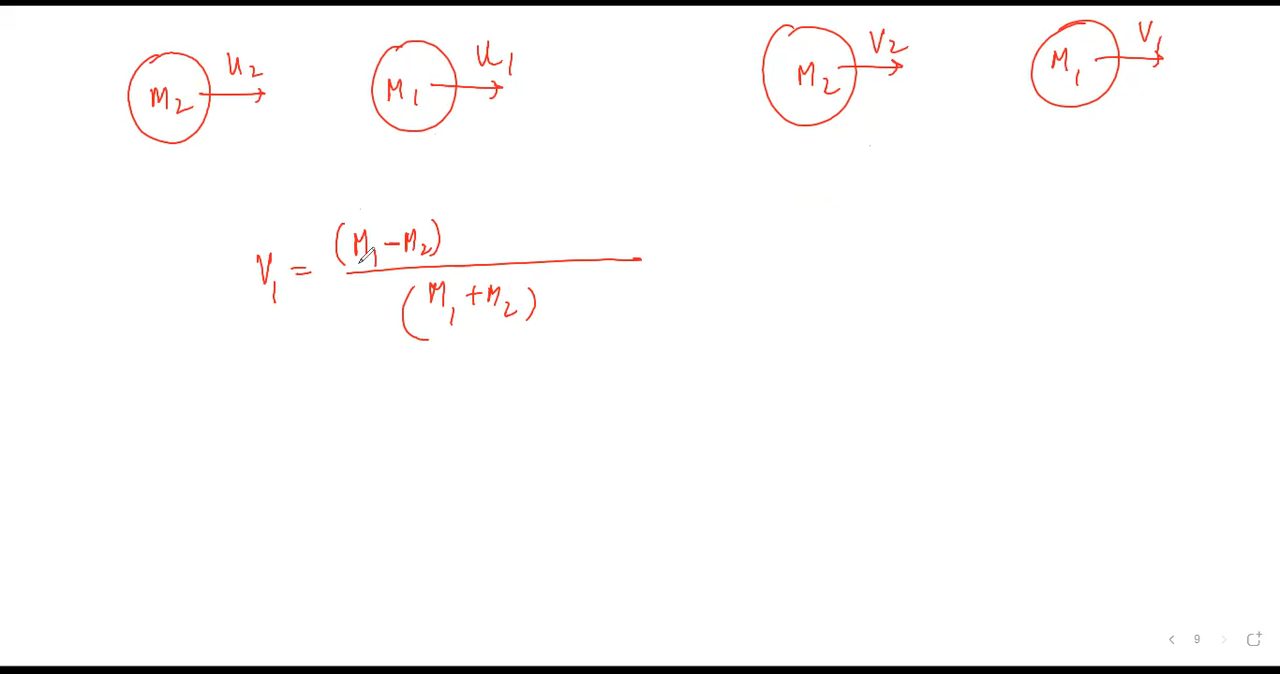 U2 U1 V2 V1
M2 M1 M2 M1
(M1 - M2)
V1 =
(M1 + M2)
< 9 >